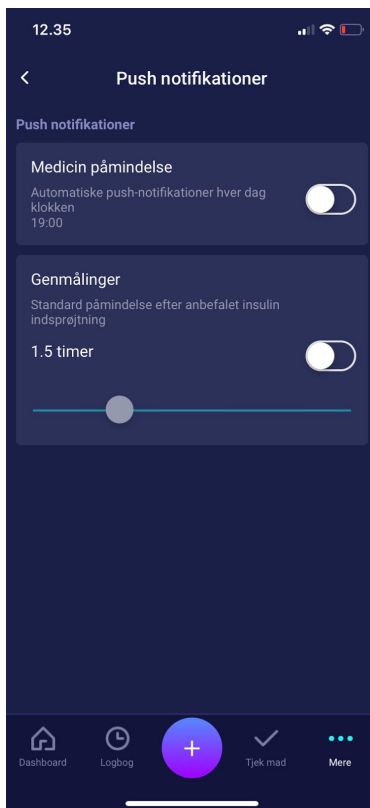 12.35
Push notifikationer
Push notifikationer
Medicin påmindelse
Automatiske push-notifikationer hver dag
klokken
19:00
Genmålinger
Standard påmindelse efter anbefalet insulin
indsprøjtning
1.5 timer
Dashboard
Logbog
Tjek mad
Mere